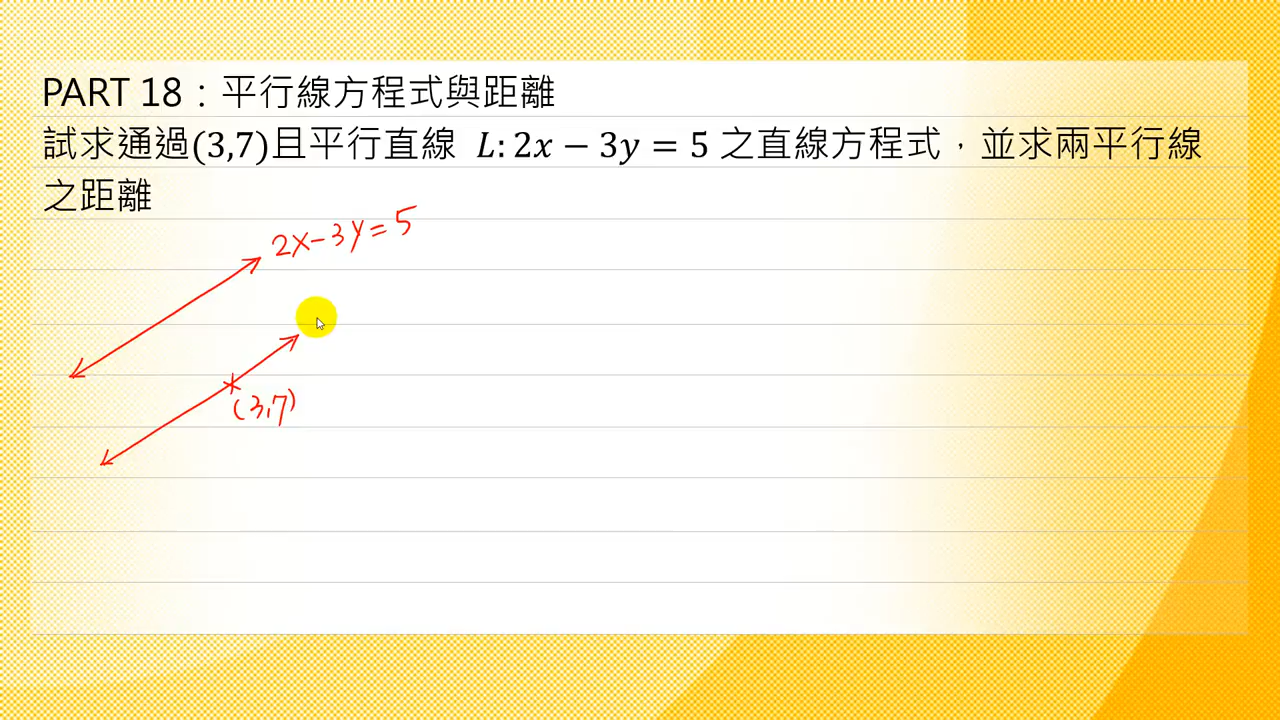 PART 18：平行線方程式與距離
試求通過(3,7)且平行直線 L: 2x − 3y = 5 之直線方程式，並求兩平行線
之距離
2x-3y=5
(3,7)